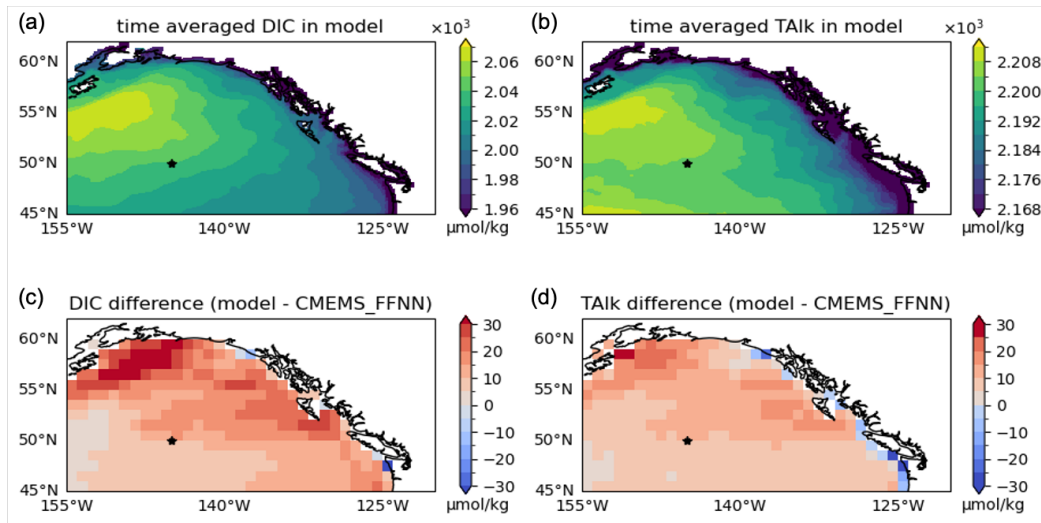 (a) time averaged DIC in model ×10³
60°N
55°N
50°N
45°N
155°W 140°W 125°W
2.06
2.04
2.02
2.00
1.98
1.96
μmol/kg
(b) time averaged TAlk in model ×10³
60°N
55°N
50°N
45°N
155°W 140°W 125°W
2.208
2.200
2.192
2.184
2.176
2.168
μmol/kg
(c) DIC difference (model - CMEMS_FFNN)
60°N
55°N
50°N
45°N
155°W 140°W 125°W
30
20
10
0
−10
−20
−30
μmol/kg
(d) TAlk difference (model - CMEMS_FFNN)
60°N
55°N
50°N
45°N
155°W 140°W 125°W
30
20
10
0
−10
−20
−30
μmol/kg